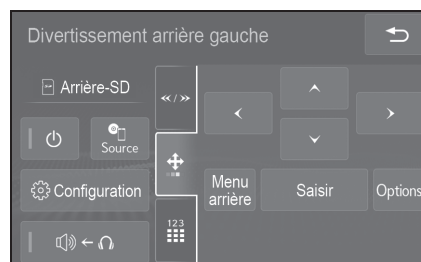 Divertissement arrière gauche
Arrière-SD
Source
Configuration
123
Menu
arrière
Saisir
Options